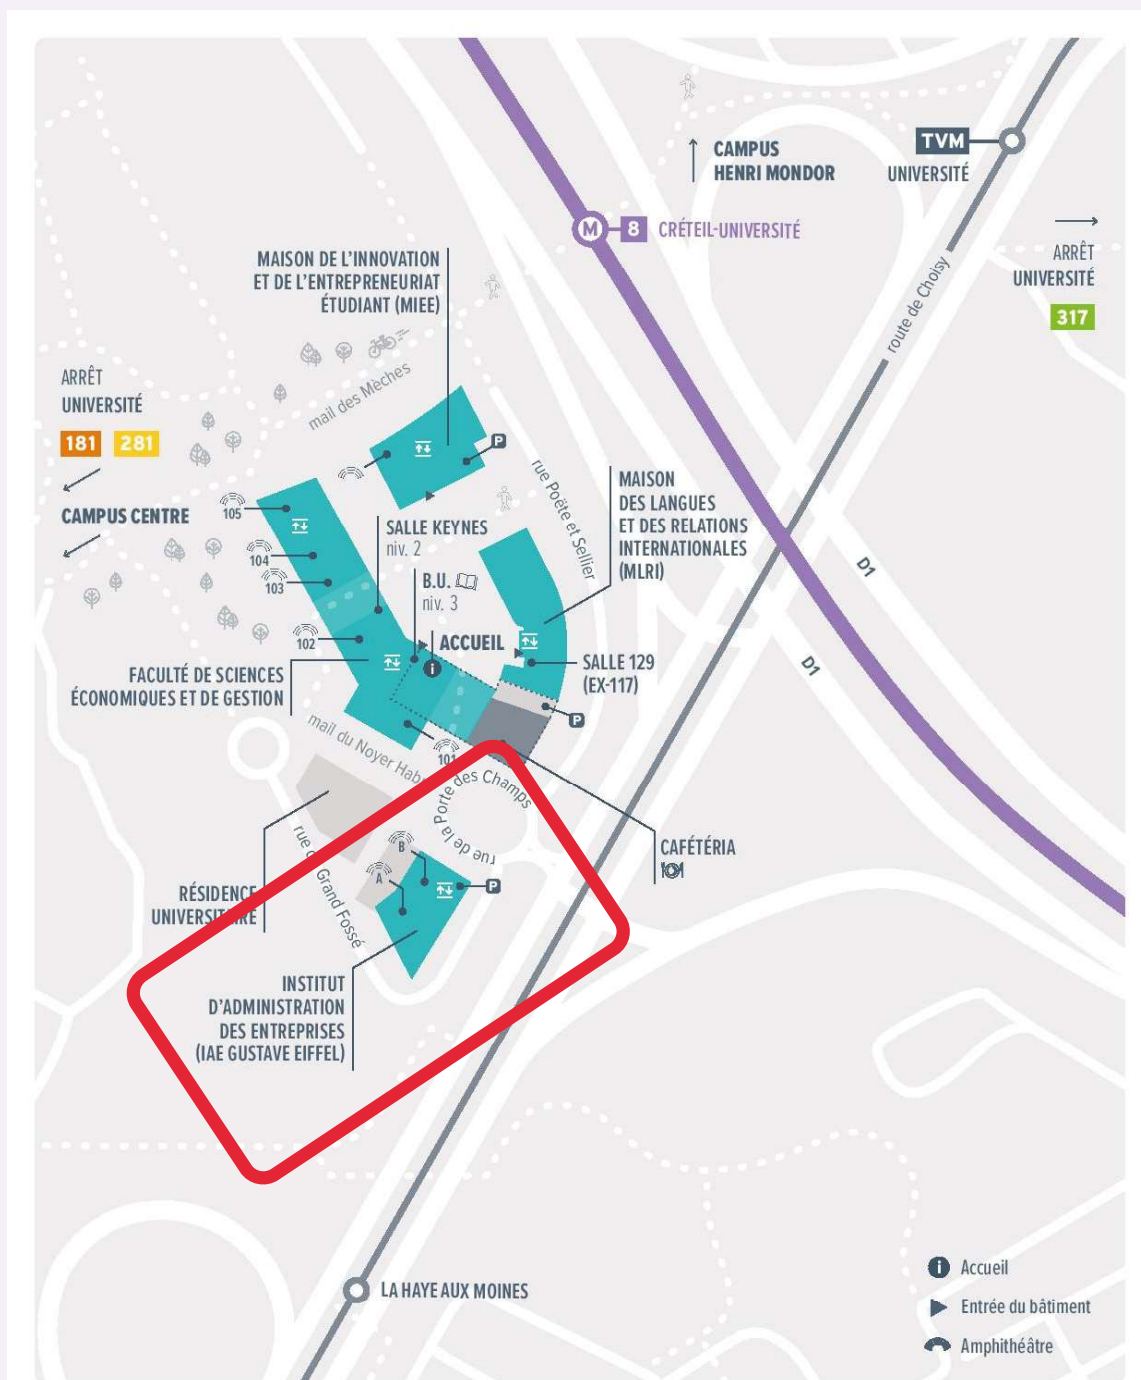 TVM
UNIVERSITÉ
CAMPUS
HENRI MONDOR
M
8
CRÉTEIL-UNIVERSITÉ
ARRÊT
UNIVERSITÉ
317
route de Choisy
MAISON DE L'INNOVATION
ET DE L'ENTREPRENEURIAT
ÉTUDIANT (MIEE)
mail des Mèches
ARRÊT
UNIVERSITÉ
181 281
CAMPUS CENTRE
P
rue Poëte et Sellier
MAISON
DES LANGUES
ET DES RELATIONS
INTERNATIONALES
(MLRI)
105
104
103
102
SALLE KEYNES
niv. 2
B.U.
niv. 3
ACCUEIL
i
SALLE 129
(EX-117)
P
D1
D1
FACULTÉ DE SCIENCES
ÉCONOMIQUES ET DE GESTION
mail du Noyer
101
rue de la Porte des Champs
CAFÉTÉRIA
B
A
P
rue
Grand Fossé
RÉSIDENCE
UNIVERSITAIRE
INSTITUT
D'ADMINISTRATION
DES ENTREPRISES
(IAE GUSTAVE EIFFEL)
LA HAYE AUX MOINES
i Accueil
Entrée du bâtiment
Amphithéâtre